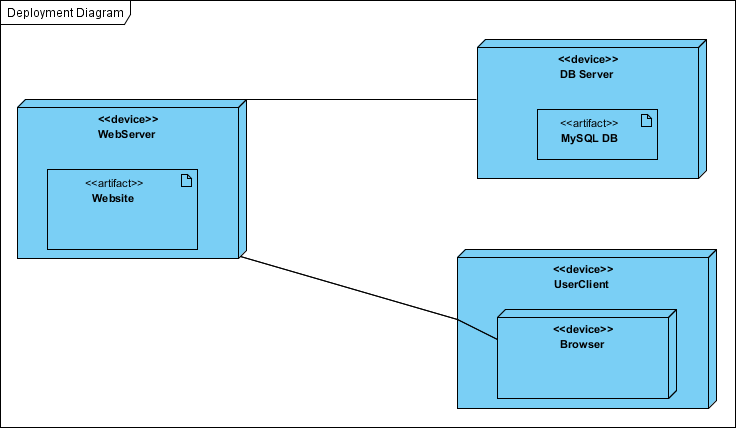 Deployment Diagram
<<device>>
WebServer
<<artifact>>
Website
<<device>>
DB Server
<<artifact>>
MySQL DB
<<device>>
UserClient
<<device>>
Browser